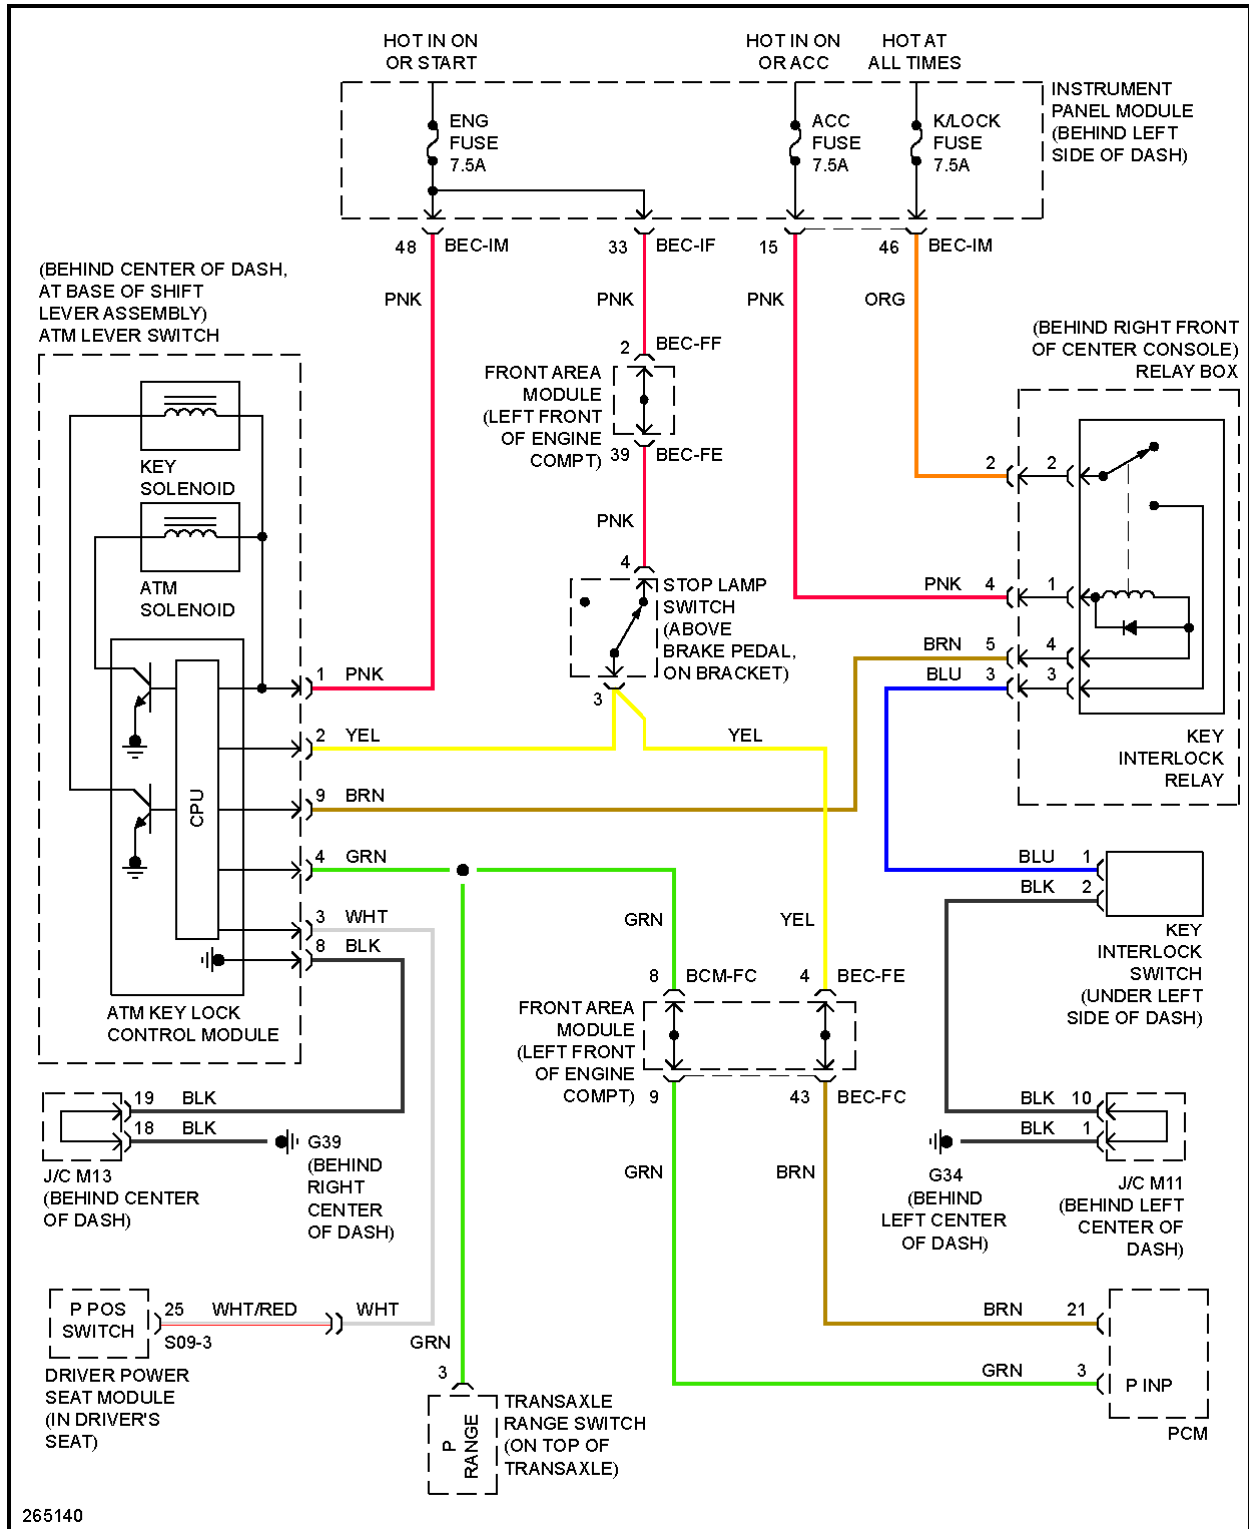 HOT IN ON
OR START
HOT IN ON
OR ACC
HOT AT
ALL TIMES
INSTRUMENT
PANEL MODULE
(BEHIND LEFT
SIDE OF DASH)
ENG
FUSE
7.5A
ACC
FUSE
7.5A
K/LOCK
FUSE
7.5A
48 BEC-IM
33 BEC-IF
15
46 BEC-IM
PNK
PNK
PNK
ORG
(BEHIND CENTER OF DASH,
AT BASE OF SHIFT
LEVER ASSEMBLY)
ATM LEVER SWITCH
(BEHIND RIGHT FRONT
OF CENTER CONSOLE)
RELAY BOX
2 BEC-FF
FRONT AREA
MODULE
(LEFT FRONT
OF ENGINE
COMPT)
39 BEC-FE
PNK
KEY
SOLENOID
ATM
SOLENOID
4
STOP LAMP
SWITCH
(ABOVE
BRAKE PEDAL,
ON BRACKET)
3
2 2
PNK 4 1
BRN 5 4
BLU 3 3
KEY
INTERLOCK
RELAY
1 PNK
2 YEL
YEL
9 BRN
CPU
4 GRN
3 WHT
8 BLK
ATM KEY LOCK
CONTROL MODULE
BLU 1
BLK 2
KEY
INTERLOCK
SWITCH
(UNDER LEFT
SIDE OF DASH)
GRN
YEL
8 BCM-FC
4 BEC-FE
FRONT AREA
MODULE
(LEFT FRONT
OF ENGINE
COMPT)
9
43 BEC-FC
19 BLK
18 BLK
J/C M13
(BEHIND CENTER
OF DASH)
G39
(BEHIND
RIGHT
CENTER
OF DASH)
GRN
BRN
BLK 10
BLK 1
G34
(BEHIND
LEFT CENTER
OF DASH)
J/C M11
(BEHIND LEFT
CENTER OF
DASH)
P POS
SWITCH
25 WHT/RED WHT
S09-3
DRIVER POWER
SEAT MODULE
(IN DRIVER'S
SEAT)
GRN
3
P
RANGE
TRANSAXLE
RANGE SWITCH
(ON TOP OF
TRANSAXLE)
BRN 21
GRN 3
P INP
PCM
265140